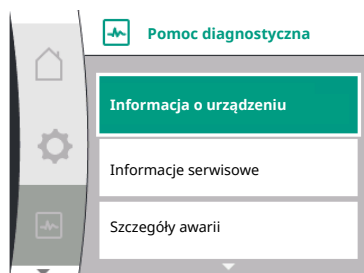 Pomoc diagnostyczna
Informacja o urządzeniu
Informacje serwisowe
Szczegóły awarii